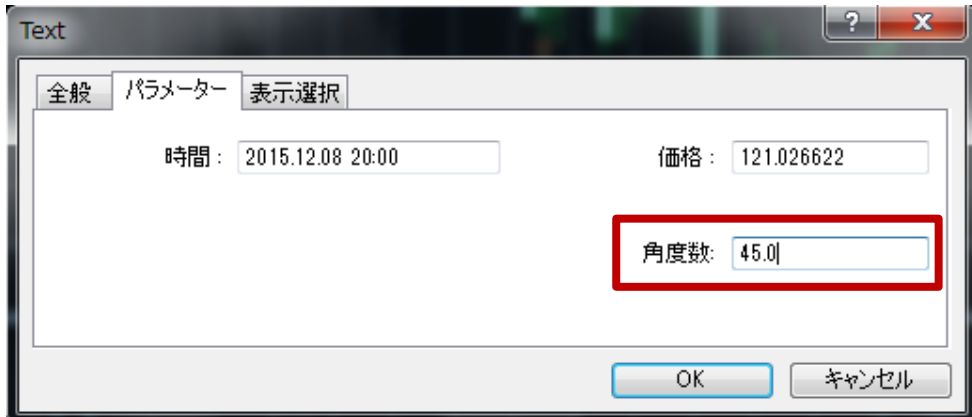 Text
?
x
全般 パラメーター 表示選択
時間 : 2015.12.08 20:00 価格 : 121.026622
角度数: 45.0
OK キャンセル